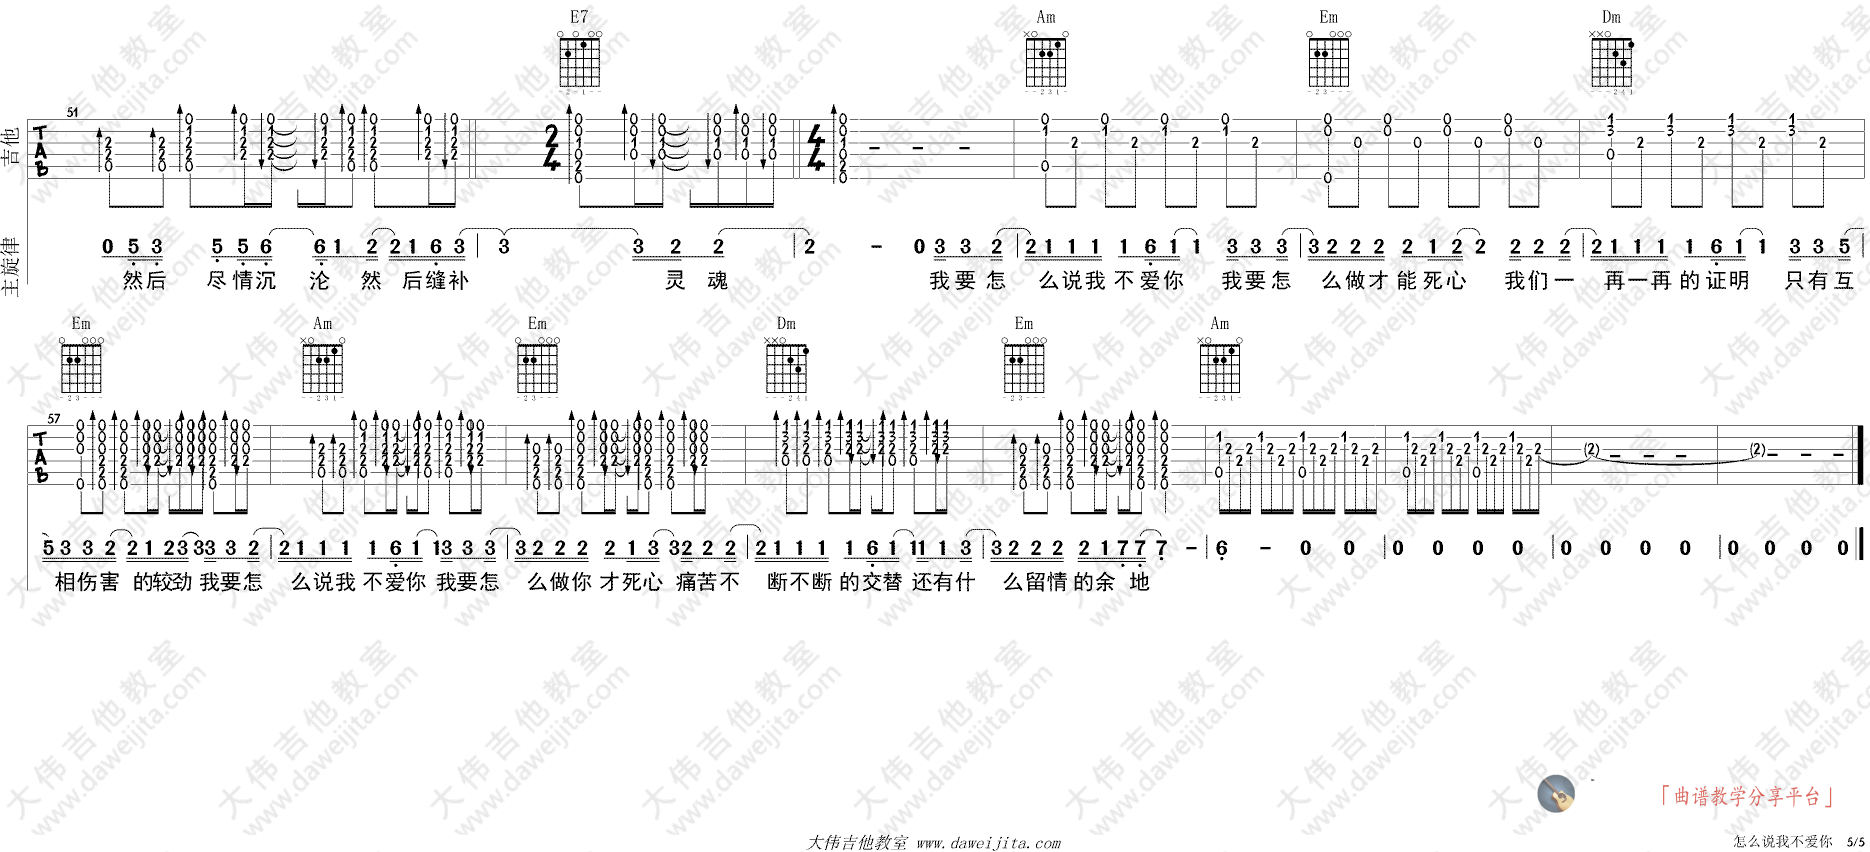 E7 Am Em Dm
51
吉他
主旋律
0 5 3 5 5 6 6 1 2 2 1 6 3 3 3 2 2 2 - 0 3 3 2 2 1 1 1 1 6 1 1 3 3 3 3 2 2 2 2 1 2 2 2 2 2 2 1 1 1 1 6 1 1 3 3 5
然后 尽情沉 沦 然 后缝补 灵 魂 我要怎 么说我 不爱你 我要怎 么做才能死心 我们一 再一再的证明 只有互
Em Am Em Dm Em Am
57
5 3 3 2 2 1 2 3 3 3 3 2 2 1 1 1 1 6 1 1 3 3 3 3 2 2 2 2 1 3 3 2 2 2 2 1 1 1 1 6 1 1 1 1 3 3 2 2 2 2 1 7 7 7 - 6 - 0 0 0 0 0 0 0 0 0 0 0 0 0 0
相伤害 的较劲 我要怎 么说我 不爱你 我要怎 么做你 才死心 痛苦不 断不断的交替 还有什 么留情的余 地
「曲谱教学分享平台」
大伟吉他教室 www.daweijita.com
怎么说我不爱你 5/5